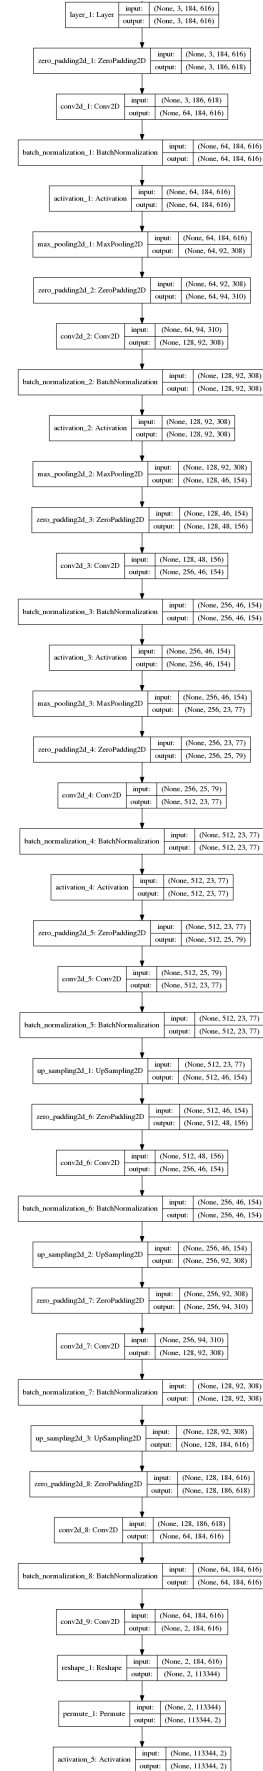 layer_1: Layer input: (None, 3, 184, 616)
output: (None, 3, 184, 616)
zero_padding2d_1: ZeroPadding2D input: (None, 3, 184, 616)
output: (None, 3, 186, 618)
conv2d_1: Conv2D input: (None, 3, 186, 618)
output: (None, 64, 184, 616)
batch_normalization_1: BatchNormalization input: (None, 64, 184, 616)
output: (None, 64, 184, 616)
activation_1: Activation input: (None, 64, 184, 616)
output: (None, 64, 184, 616)
max_pooling2d_1: MaxPooling2D input: (None, 64, 184, 616)
output: (None, 64, 92, 308)
zero_padding2d_2: ZeroPadding2D input: (None, 64, 92, 308)
output: (None, 64, 94, 310)
conv2d_2: Conv2D input: (None, 64, 94, 310)
output: (None, 128, 92, 308)
batch_normalization_2: BatchNormalization input: (None, 128, 92, 308)
output: (None, 128, 92, 308)
activation_2: Activation input: (None, 128, 92, 308)
output: (None, 128, 92, 308)
max_pooling2d_2: MaxPooling2D input: (None, 128, 92, 308)
output: (None, 128, 46, 154)
zero_padding2d_3: ZeroPadding2D input: (None, 128, 46, 154)
output: (None, 128, 48, 156)
conv2d_3: Conv2D input: (None, 128, 48, 156)
output: (None, 256, 46, 154)
batch_normalization_3: BatchNormalization input: (None, 256, 46, 154)
output: (None, 256, 46, 154)
activation_3: Activation input: (None, 256, 46, 154)
output: (None, 256, 46, 154)
max_pooling2d_3: MaxPooling2D input: (None, 256, 46, 154)
output: (None, 256, 23, 77)
zero_padding2d_4: ZeroPadding2D input: (None, 256, 23, 77)
output: (None, 256, 25, 79)
conv2d_4: Conv2D input: (None, 256, 25, 79)
output: (None, 512, 23, 77)
batch_normalization_4: BatchNormalization input: (None, 512, 23, 77)
output: (None, 512, 23, 77)
activation_4: Activation input: (None, 512, 23, 77)
output: (None, 512, 23, 77)
zero_padding2d_5: ZeroPadding2D input: (None, 512, 23, 77)
output: (None, 512, 25, 79)
conv2d_5: Conv2D input: (None, 512, 25, 79)
output: (None, 512, 23, 77)
batch_normalization_5: BatchNormalization input: (None, 512, 23, 77)
output: (None, 512, 23, 77)
up_sampling2d_1: UpSampling2D input: (None, 512, 23, 77)
output: (None, 512, 46, 154)
zero_padding2d_6: ZeroPadding2D input: (None, 512, 46, 154)
output: (None, 512, 48, 156)
conv2d_6: Conv2D input: (None, 512, 48, 156)
output: (None, 256, 46, 154)
batch_normalization_6: BatchNormalization input: (None, 256, 46, 154)
output: (None, 256, 46, 154)
up_sampling2d_2: UpSampling2D input: (None, 256, 46, 154)
output: (None, 256, 92, 308)
zero_padding2d_7: ZeroPadding2D input: (None, 256, 92, 308)
output: (None, 256, 94, 310)
conv2d_7: Conv2D input: (None, 256, 94, 310)
output: (None, 128, 92, 308)
batch_normalization_7: BatchNormalization input: (None, 128, 92, 308)
output: (None, 128, 92, 308)
up_sampling2d_3: UpSampling2D input: (None, 128, 92, 308)
output: (None, 128, 184, 616)
zero_padding2d_8: ZeroPadding2D input: (None, 128, 184, 616)
output: (None, 128, 186, 618)
conv2d_8: Conv2D input: (None, 128, 186, 618)
output: (None, 64, 184, 616)
batch_normalization_8: BatchNormalization input: (None, 64, 184, 616)
output: (None, 64, 184, 616)
conv2d_9: Conv2D input: (None, 64, 184, 616)
output: (None, 2, 184, 616)
reshape_1: Reshape input: (None, 2, 184, 616)
output: (None, 2, 113344)
permute_1: Permute input: (None, 2, 113344)
output: (None, 113344, 2)
activation_5: Activation input: (None, 113344, 2)
output: (None, 113344, 2)